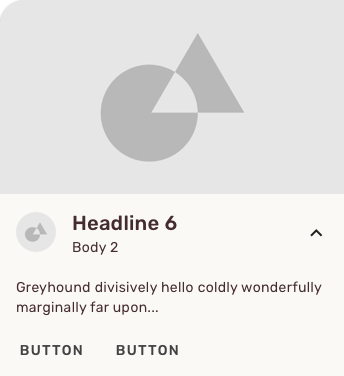 Headline 6
Body 2
Greyhound divisively hello coldly wonderfully
marginally far upon...
BUTTON BUTTON